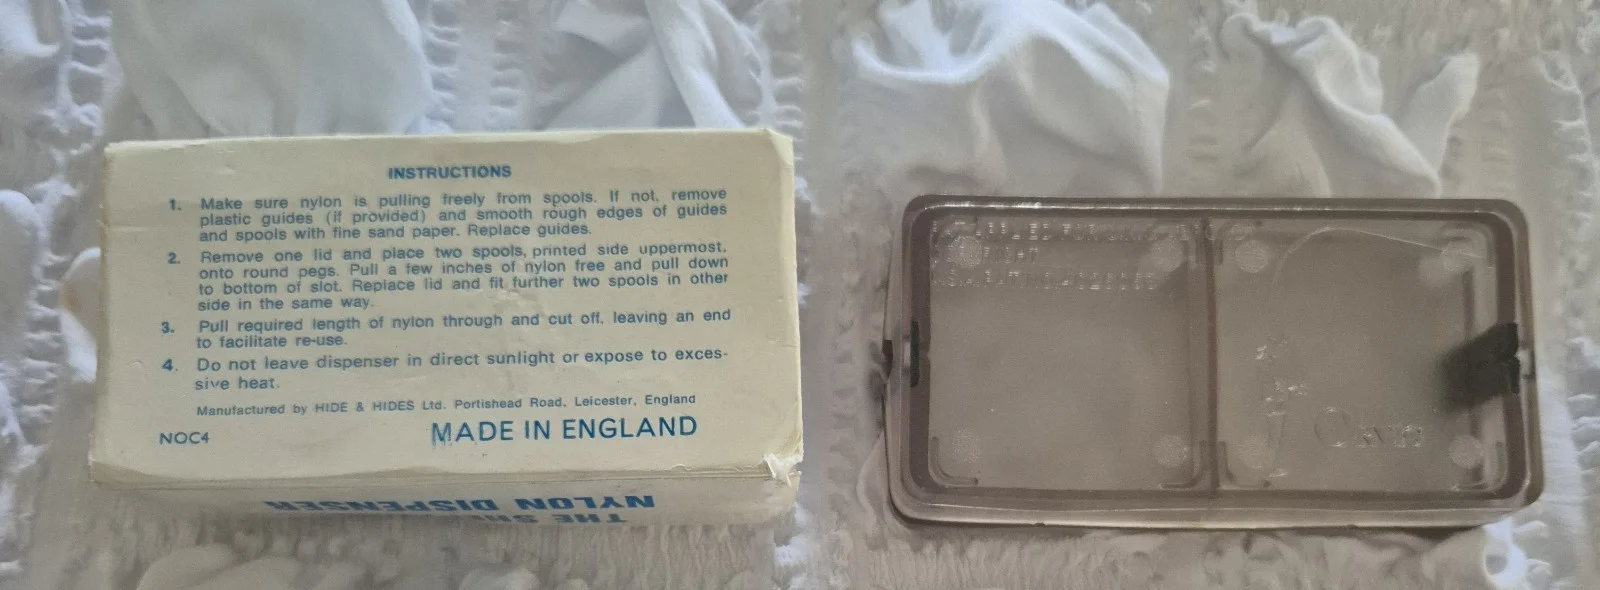 INSTRUCTIONS
1. Make sure nylon is pulling freely from spools. If not, remove
plastic guides (if provided) and smooth rough edges of guides
and spools with fine sand paper. Replace guides.
2. Remove one lid and place two spools, printed side uppermost,
onto round pegs. Pull a few inches of nylon free and pull down
to bottom of slot. Replace lid and fit further two spools in other
side in the same way.
3. Pull required length of nylon through and cut off, leaving an end
to facilitate re-use.
4. Do not leave dispenser in direct sunlight or expose to exces-
sive heat.
Manufactured by HIDE & HIDES Ltd. Portishead Road, Leicester, England
NOC4
MADE IN ENGLAND
NYLON DISPENSER
THE
APPLIED FOR